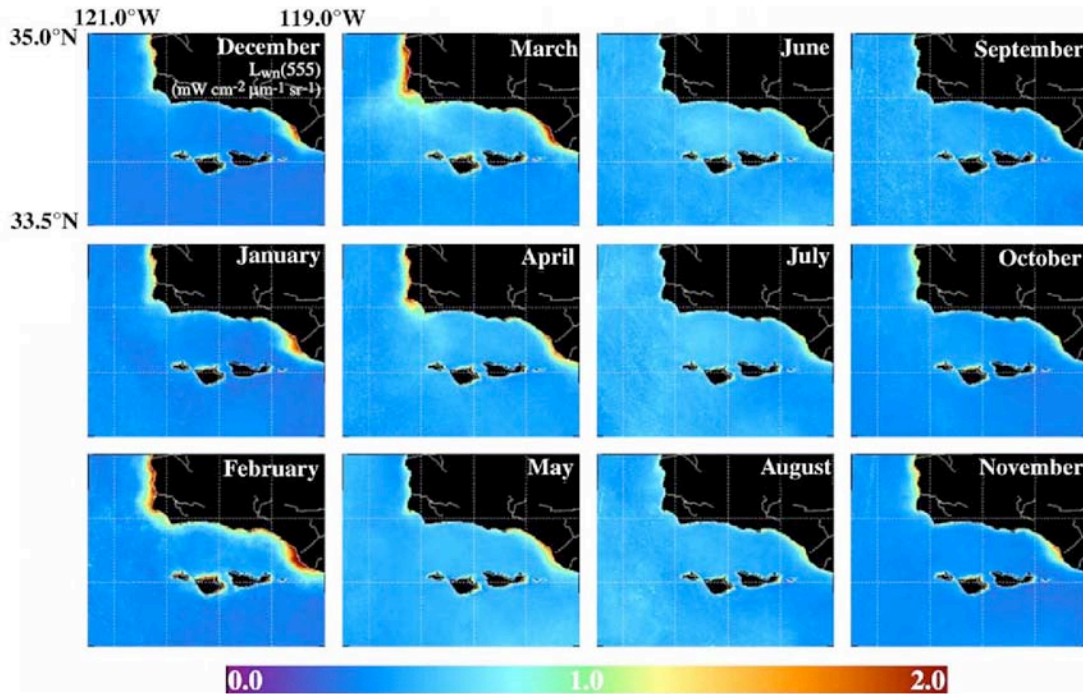 121.0°W 119.0°W
35.0°N
December
L_wn(555)
(mW cm⁻² µm⁻¹ sr⁻¹)
March
June
September
33.5°N
January
April
July
October
February
May
August
November
0.0 1.0 2.0